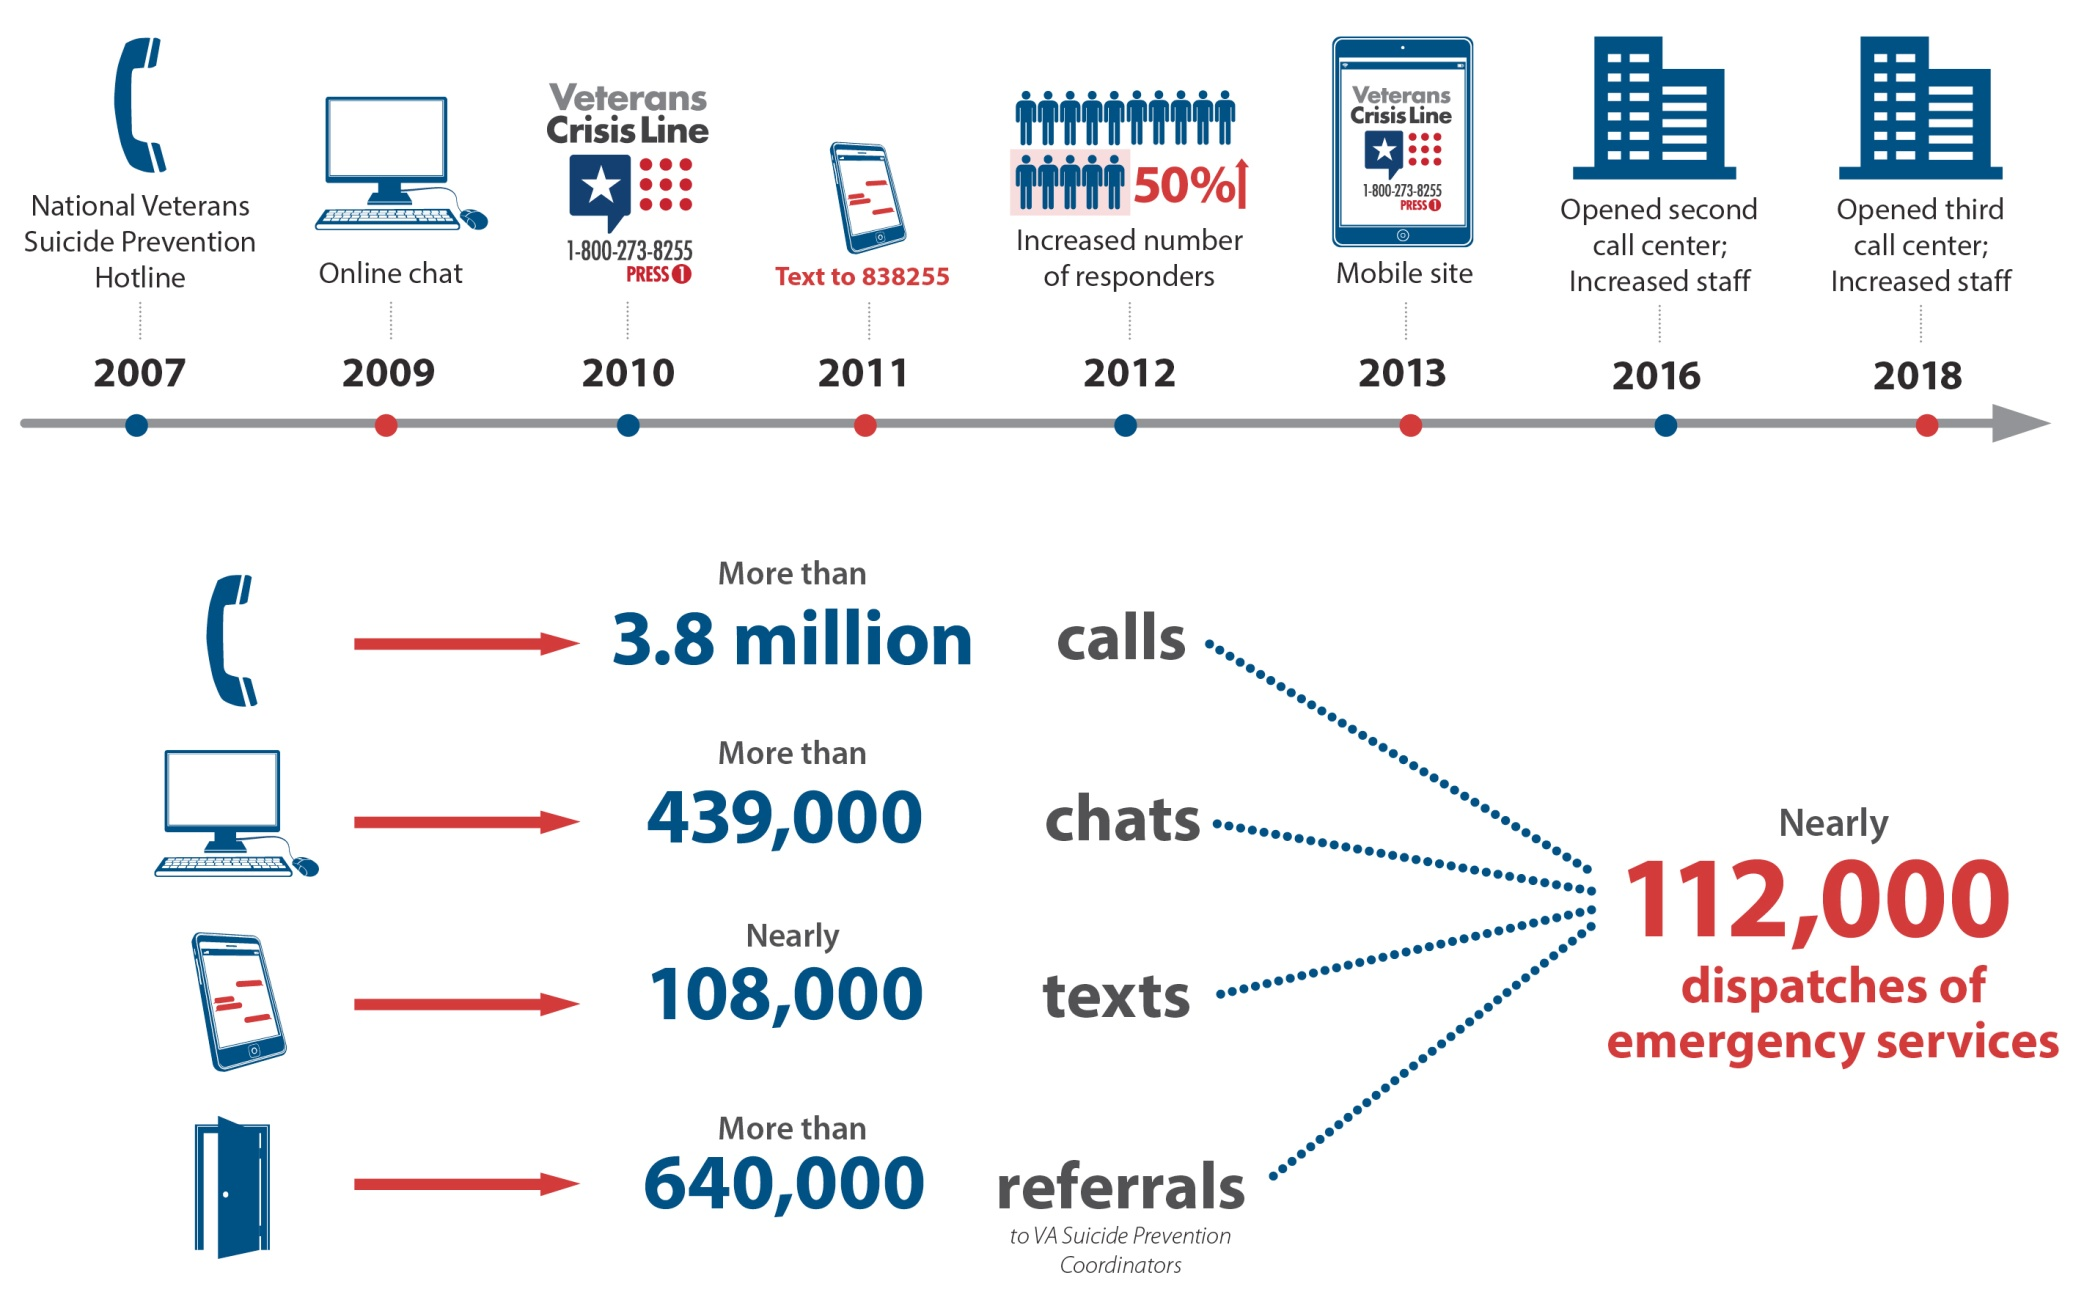 National Veterans
Suicide Prevention
Hotline
Online chat
Veterans
Crisis Line
1-800-273-8255
PRESS 1
Text to 838255
50%
Increased number
of responders
Veterans
Crisis Line
1-800-273-8255
PRESS 1
Mobile site
Opened second
call center;
Increased staff
Opened third
call center;
Increased staff
2007
2009
2010
2011
2012
2013
2016
2018
More than
3.8 million calls
More than
439,000 chats
Nearly
108,000 texts
More than
640,000 referrals
to VA Suicide Prevention
Coordinators
Nearly
112,000
dispatches of
emergency services